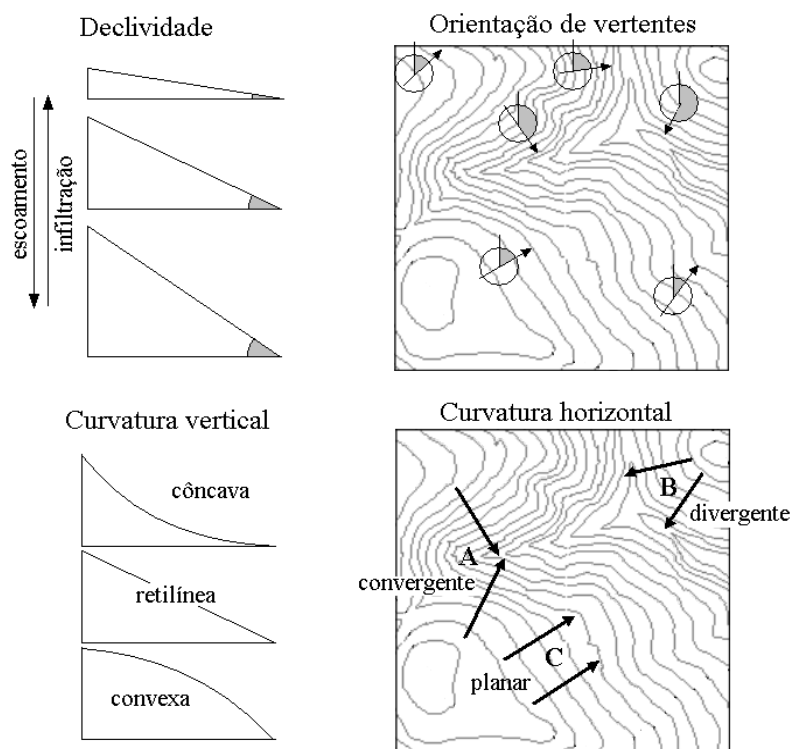 Declividade
escoamento
infiltração
Orientação de vertentes
Curvatura vertical
côncava
retilínea
convexa
Curvatura horizontal
A
convergente
B
divergente
C
planar